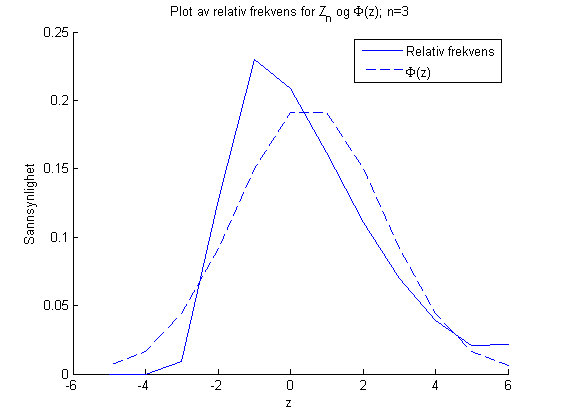 Plot av relativ frekvens for Zn og Φ(z); n=3
Relativ frekvens
Φ(z)
Sannsynlighet
0.25
0.2
0.15
0.1
0.05
0
-6 -4 -2 0 2 4 6
z